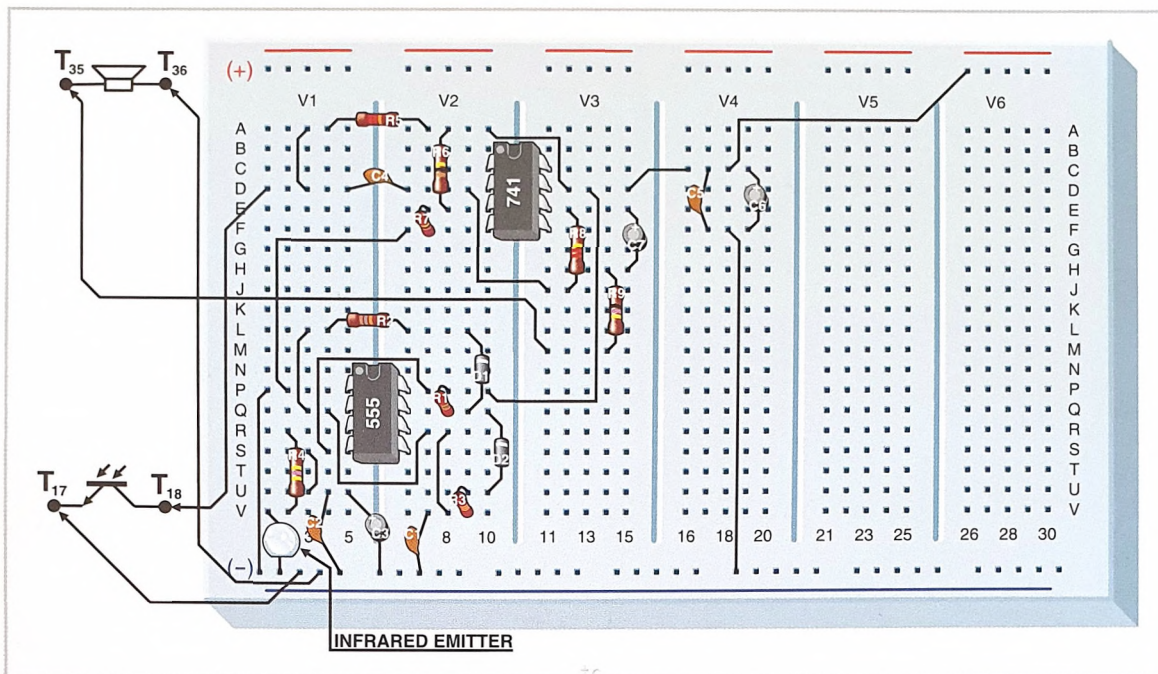 T35 T36
(+)
V1 V2 V3 V4 V5 V6
A R5 A
B R6 B
C C4 741 C
D C5 C6 D
E R7 E
F R8 C7 F
G G
H H
J R9 J
K K
L R2 L
M D1 M
N N
P 555 R1 P
Q Q
R R
S R4 D2 S
T T
T17 T18 U R3 U
V V
C2 3 5 C3 C1 8 10 11 13 15 16 18 20 21 23 25 26 28 30
(−)
INFRARED EMITTER